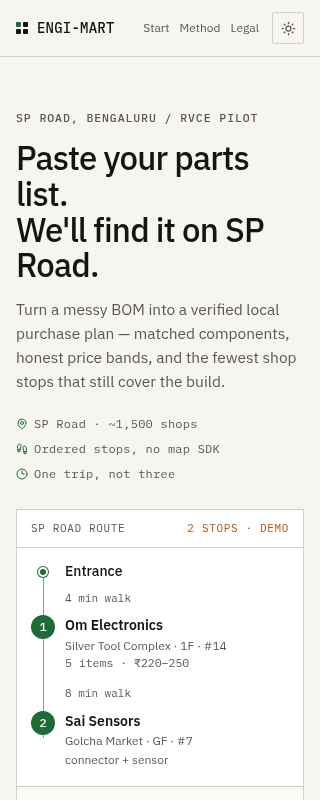 ENGI-MART Start Method Legal
SP ROAD, BENGALURU / RVCE PILOT
Paste your parts
list.
We'll find it on SP
Road.
Turn a messy BOM into a verified local
purchase plan — matched components,
honest price bands, and the fewest shop
stops that still cover the build.
SP Road · ~1,500 shops
Ordered stops, no map SDK
One trip, not three
SP ROAD ROUTE 2 STOPS · DEMO
Entrance
4 min walk
1 Om Electronics
Silver Tool Complex · 1F · #14
5 items · ₹220–250
8 min walk
2 Sai Sensors
Golcha Market · GF · #7
connector + sensor